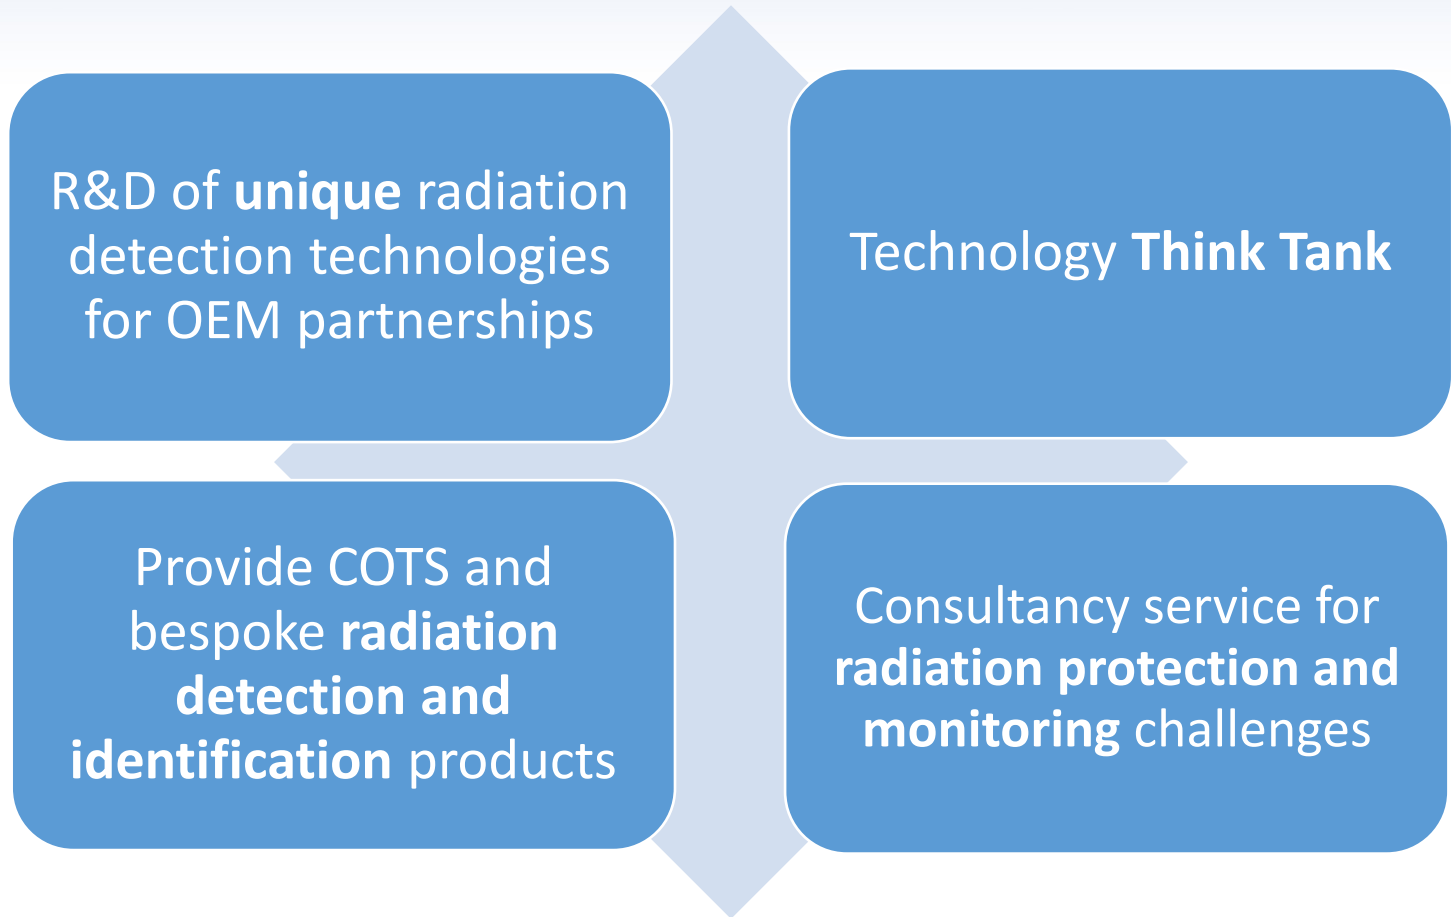 R&D of unique radiation
detection technologies
for OEM partnerships
Technology Think Tank
Provide COTS and
bespoke radiation
detection and
identification products
Consultancy service for
radiation protection and
monitoring challenges